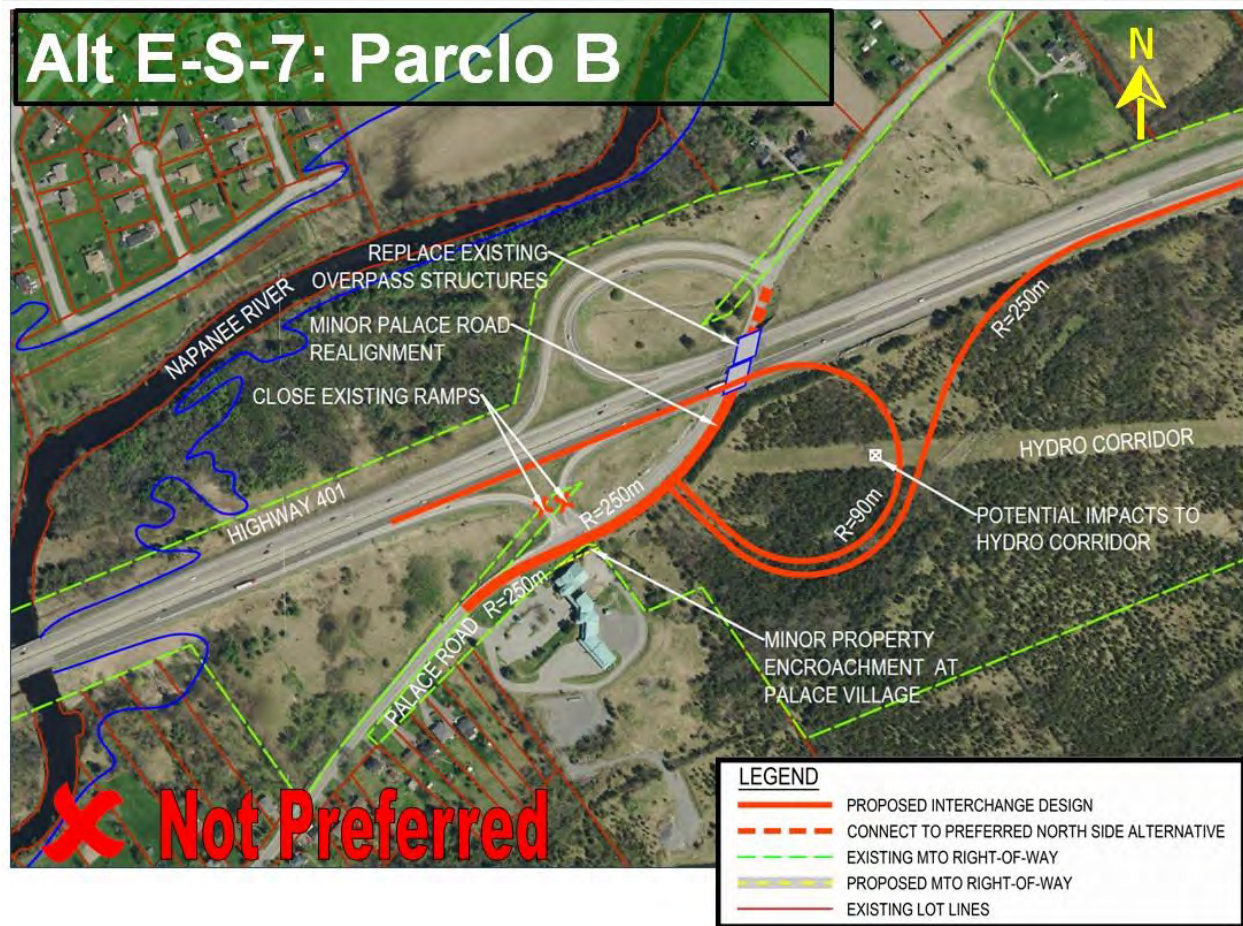 Alt E-S-7: Parclo B
N
REPLACE EXISTING
OVERPASS STRUCTURES
MINOR PALACE ROAD
REALIGNMENT
CLOSE EXISTING RAMPS
NAPANEE RIVER
HIGHWAY 401
R=250m
HYDRO CORRIDOR
R=250m
R=90m
POTENTIAL IMPACTS TO
HYDRO CORRIDOR
R=250m
PALACE ROAD
MINOR PROPERTY
ENCROACHMENT AT
PALACE VILLAGE
Not Preferred
LEGEND
PROPOSED INTERCHANGE DESIGN
CONNECT TO PREFERRED NORTH SIDE ALTERNATIVE
EXISTING MTO RIGHT-OF-WAY
PROPOSED MTO RIGHT-OF-WAY
EXISTING LOT LINES